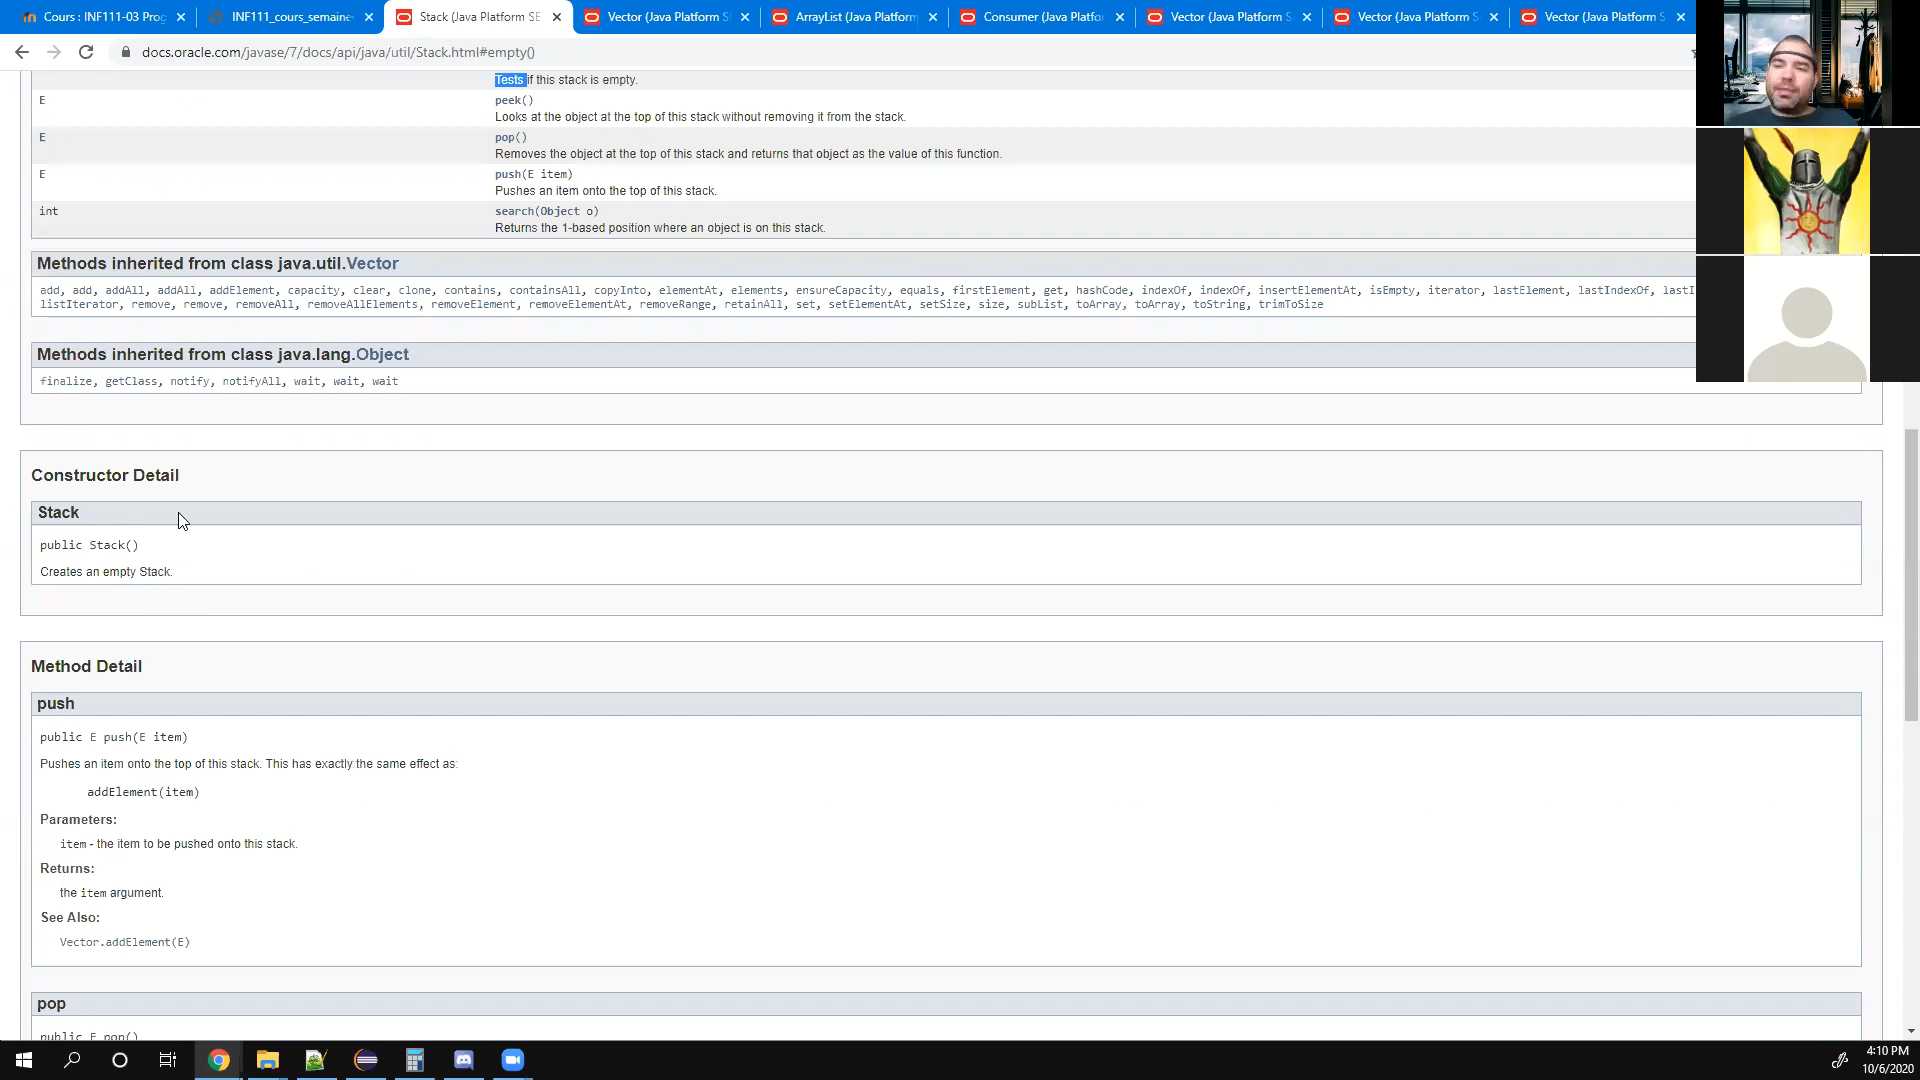 Cours : INF111-03 Prog
INF111_cours_semaine
Stack (Java Platform SE
Vector (Java Platform S
ArrayList (Java Platform
Consumer (Java Platfo
Vector (Java Platform S
Vector (Java Platform S
Vector (Java Platform S
docs.oracle.com/javase/7/docs/api/java/util/Stack.html#empty()
Tests if this stack is empty.
E peek()
Looks at the object at the top of this stack without removing it from the stack.
E pop()
Removes the object at the top of this stack and returns that object as the value of this function.
E push(E item)
Pushes an item onto the top of this stack.
int search(Object o)
Returns the 1-based position where an object is on this stack.
Methods inherited from class java.util.Vector
add, add, addAll, addAll, addElement, capacity, clear, clone, contains, containsAll, copyInto, elementAt, elements, ensureCapacity, equals, firstElement, get, hashCode, indexOf, indexOf, insertElementAt, isEmpty, iterator, lastElement, lastIndexOf, lastI
listIterator, remove, remove, removeAll, removeAllElements, removeElement, removeElementAt, removeRange, retainAll, set, setElementAt, setSize, size, subList, toArray, toArray, toString, trimToSize
Methods inherited from class java.lang.Object
finalize, getClass, notify, notifyAll, wait, wait, wait
Constructor Detail
Stack
public Stack()
Creates an empty Stack.
Method Detail
push
public E push(E item)
Pushes an item onto the top of this stack. This has exactly the same effect as:
addElement(item)
Parameters:
item - the item to be pushed onto this stack.
Returns:
the item argument.
See Also:
Vector.addElement(E)
pop
public E pop()
4:10 PM
10/6/2020